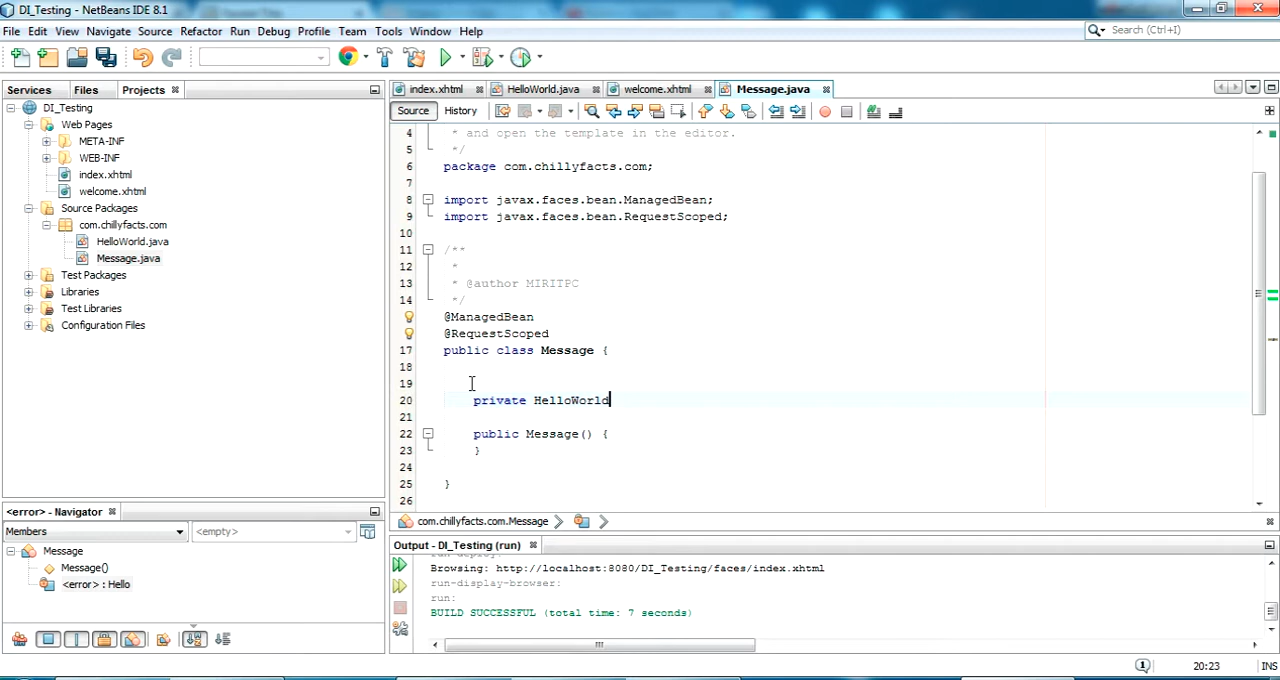 DI_Testing - NetBeans IDE 8.1
File Edit View Navigate Source Refactor Run Debug Profile Team Tools Window Help
Search (Ctrl+I)
Services Files Projects
index.xhtml HelloWorld.java welcome.xhtml Message.java
Source History
DI_Testing
Web Pages
META-INF
WEB-INF
index.xhtml
welcome.xhtml
Source Packages
com.chillyfacts.com
HelloWorld.java
Message.java
Test Packages
Libraries
Test Libraries
Configuration Files
4 * and open the template in the editor.
5 */
6 package com.chillyfacts.com;
7
8 import javax.faces.bean.ManagedBean;
9 import javax.faces.bean.RequestScoped;
10
11 /**
12 *
13 * @author MIRITPC
14 */
@ManagedBean
@RequestScoped
17 public class Message {
18
19
20 private HelloWorld
21
22 public Message() {
23 }
24
25 }
26
com.chillyfacts.com.Message
<error> - Navigator
Members <empty>
Message
Message()
<error> : Hello
Output - DI_Testing (run)
run-deploy:
Browsing: http://localhost:8080/DI_Testing/faces/index.xhtml
run-display-browser:
run:
BUILD SUCCESSFUL (total time: 7 seconds)
1 20:23 INS